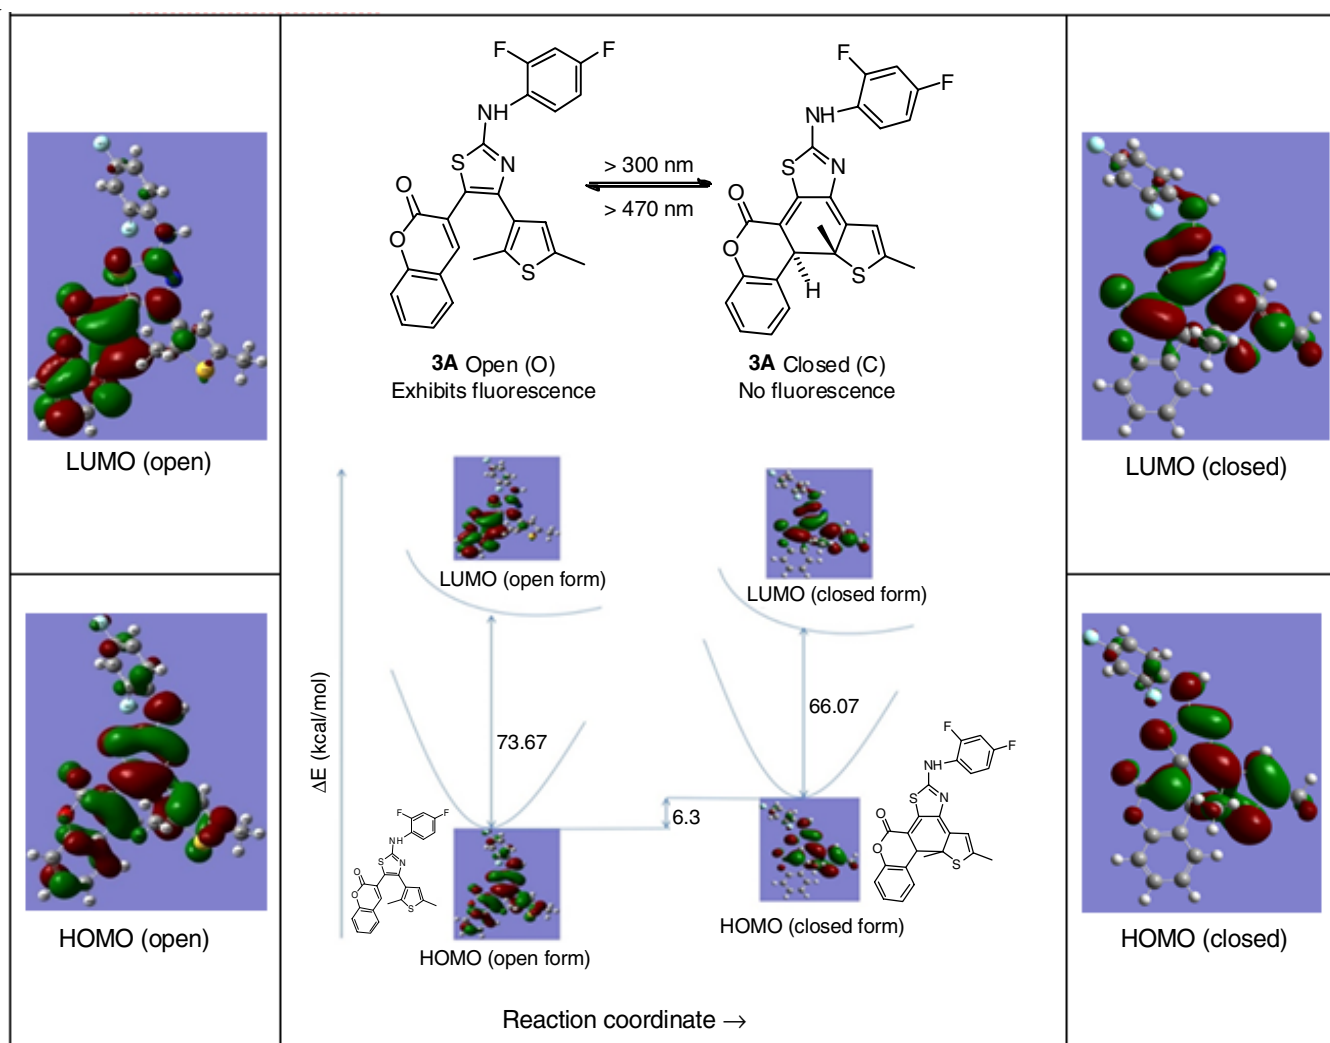 F
F
NH
S
N
O
O
S
> 300 nm
> 470 nm
F
F
NH
S
N
O
O
S
H
3A Open (O)
Exhibits fluorescence
3A Closed (C)
No fluorescence
LUMO (open)
LUMO (closed)
LUMO (open form)
LUMO (closed form)
ΔE (kcal/mol)
73.67
66.07
6.3
F
F
NH
S
N
O
O
S
F
F
NH
S
N
O
O
S
HOMO (open)
HOMO (closed)
HOMO (open form)
HOMO (closed form)
Reaction coordinate →